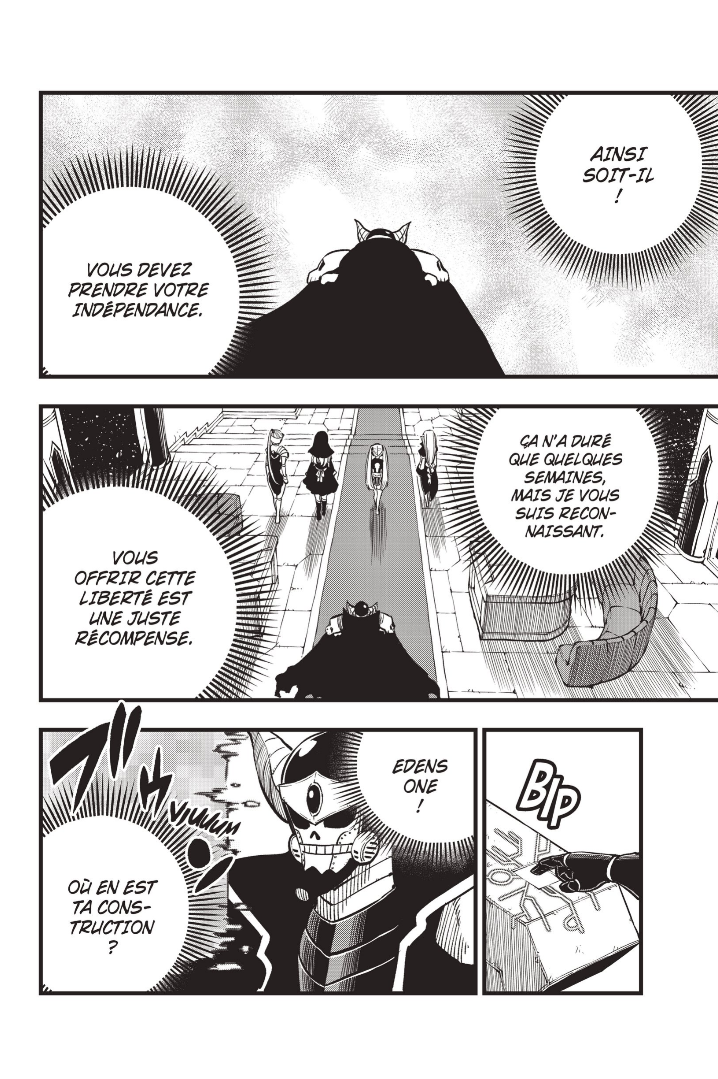 AINSI
SOIT-IL
!
VOUS DEVEZ
PRENDRE VOTRE
INDÉPENDANCE.
ÇA N'A DURÉ
QUE QUELQUES
SEMAINES,
MAIS JE VOUS
SUIS RECON-
NAISSANT.
VOUS
OFFRIR CETTE
LIBERTÉ EST
UNE JUSTE
RÉCOMPENSE.
BIP
EDENS
ONE
!
ブゥン
OÙ EN EST
TA CONS-
TRUCTION
?